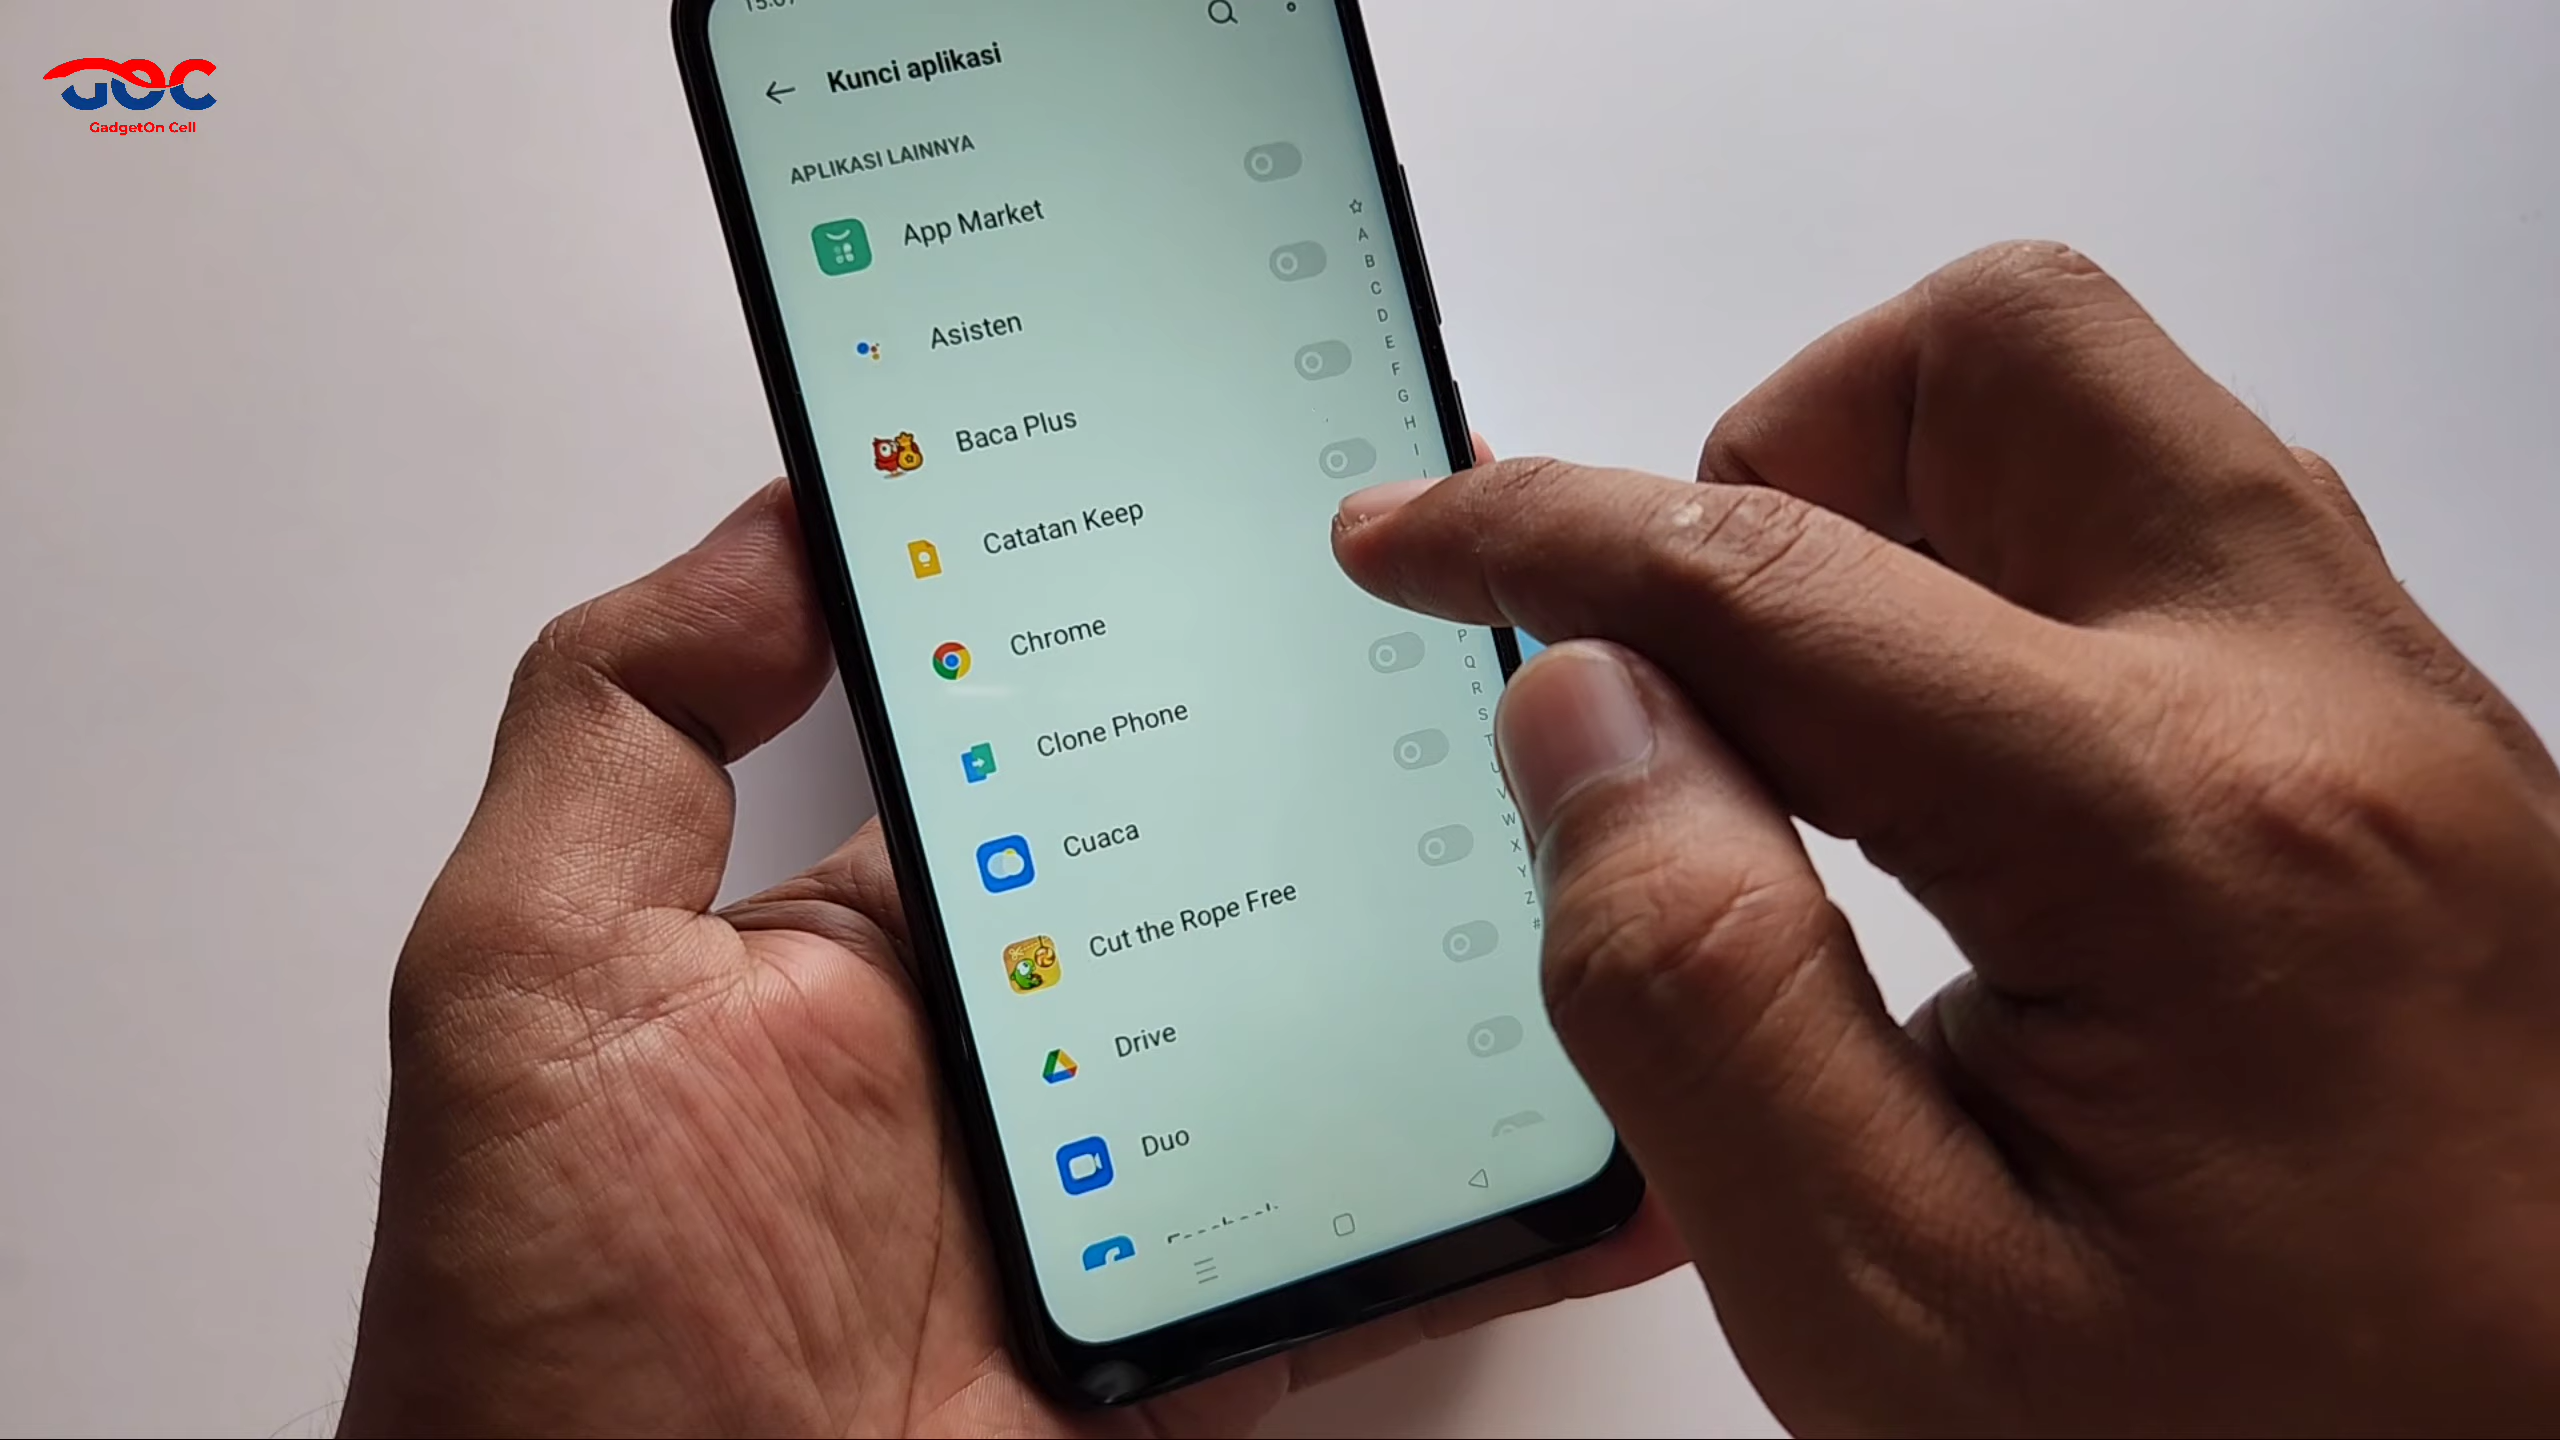 GOC
GadgetOn Cell
Kunci aplikasi
APLIKASI LAINNYA
App Market
Asisten
Baca Plus
Catatan Keep
Chrome
Clone Phone
Cuaca
Cut the Rope Free
Drive
Duo
A
B
C
D
E
F
G
H
I
P
Q
R
S
T
U
V
W
X
Y
Z
#